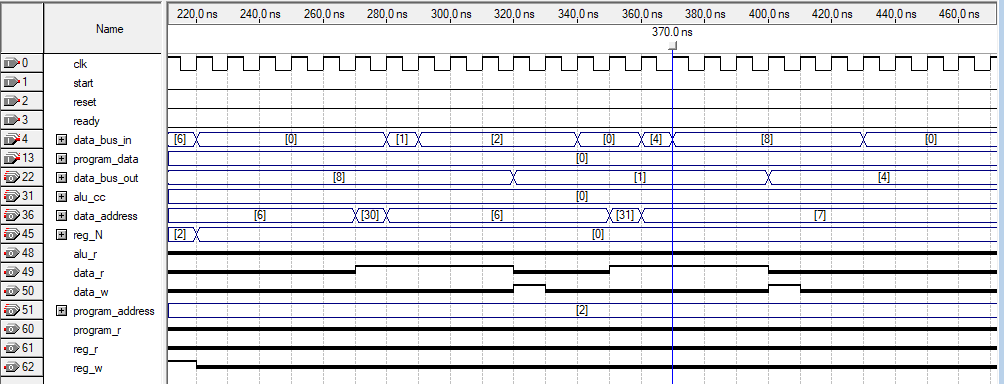 220.0 ns 240.0 ns 260.0 ns 280.0 ns 300.0 ns 320.0 ns 340.0 ns 360.0 ns 380.0 ns 400.0 ns 420.0 ns 440.0 ns 460.0 ns
Name
370.0 ns
0 clk
1 start
2 reset
3 ready
4 data_bus_in [6] [0] [1] [2] [0] [4] [8] [0]
13 program_data [0]
22 data_bus_out [8] [1] [4]
31 alu_cc [0]
36 data_address [6] [30] [6] [31] [7]
45 reg_N [2] [0]
48 alu_r
49 data_r
50 data_w
51 program_address [2]
60 program_r
61 reg_r
62 reg_w